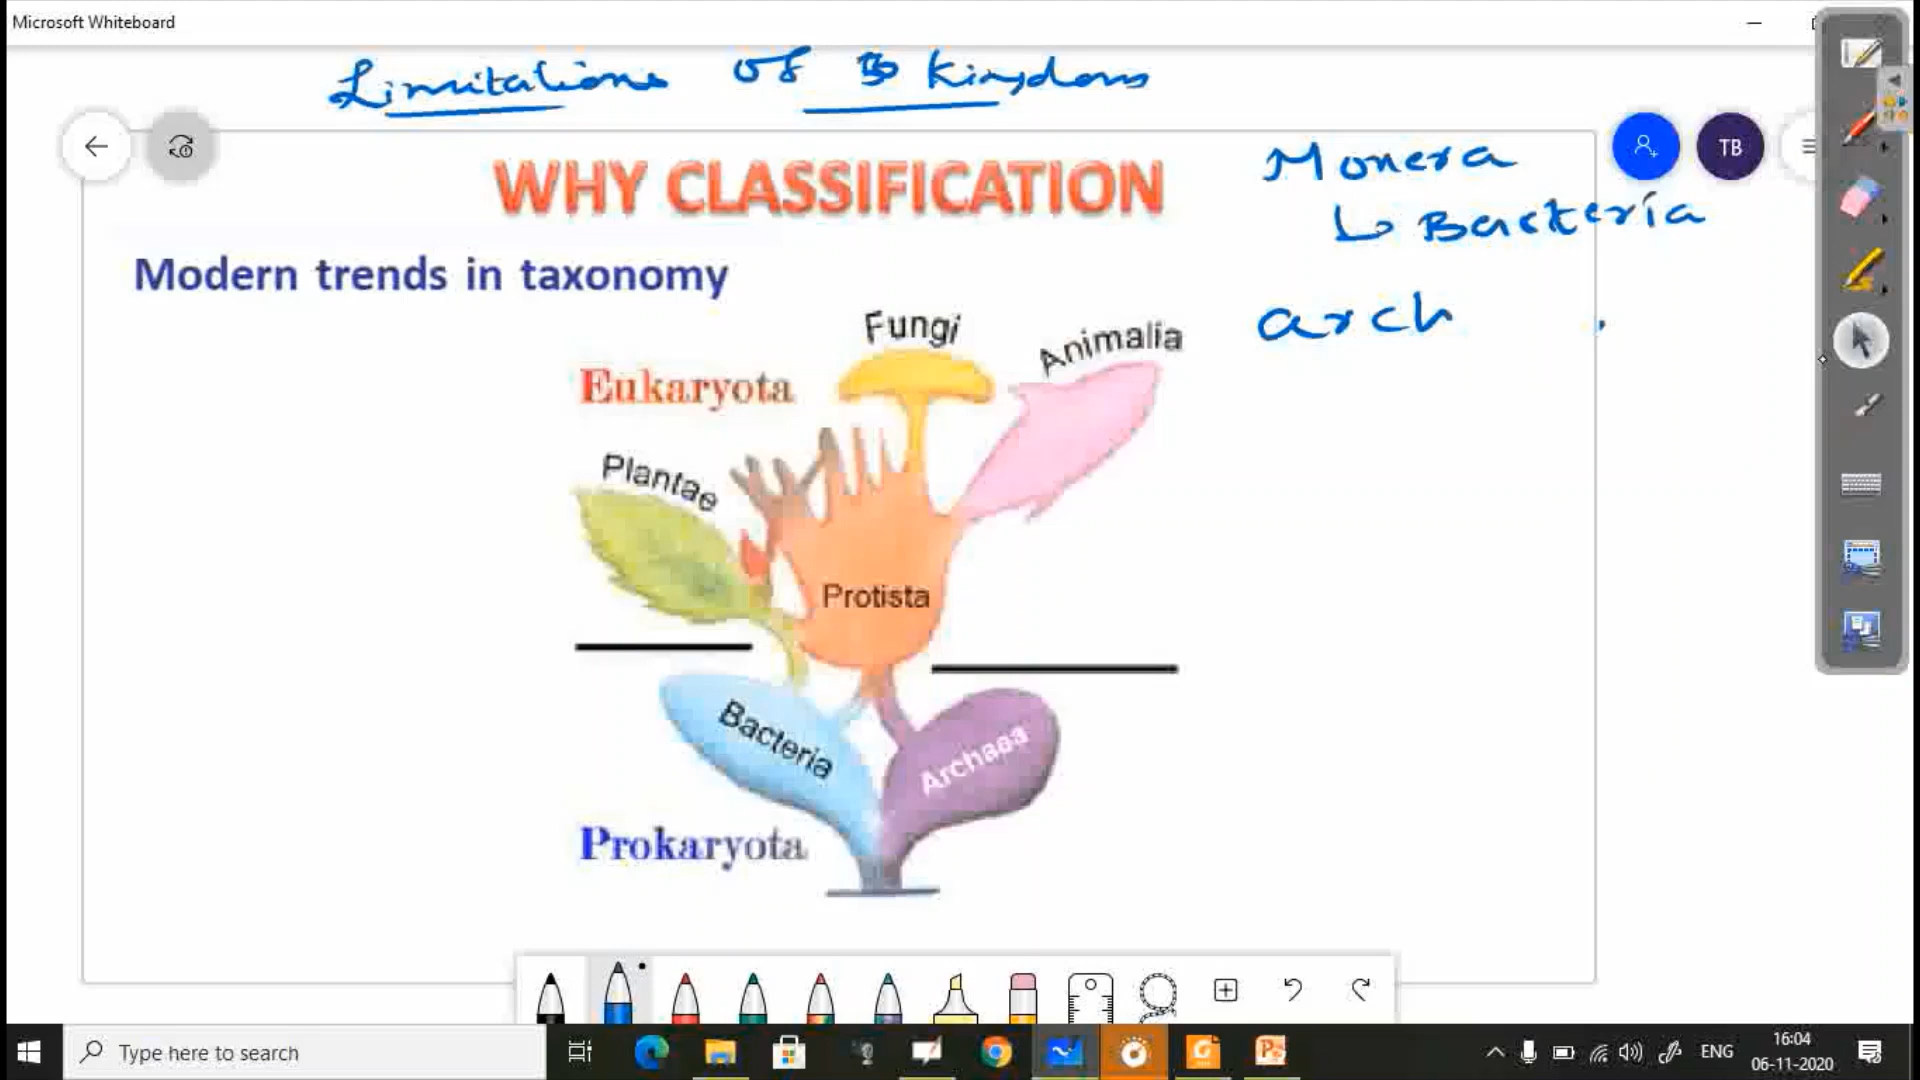 Microsoft Whiteboard
Limitations of 5 Kingdom
WHY CLASSIFICATION
Monera
TB
↳ Bacteria
Modern trends in taxonomy
arch
Fungi
Animalia
Eukaryota
Plantae
Protista
Bacteria
Archaea
Prokaryota
Type here to search
ENG
16:04
06-11-2020